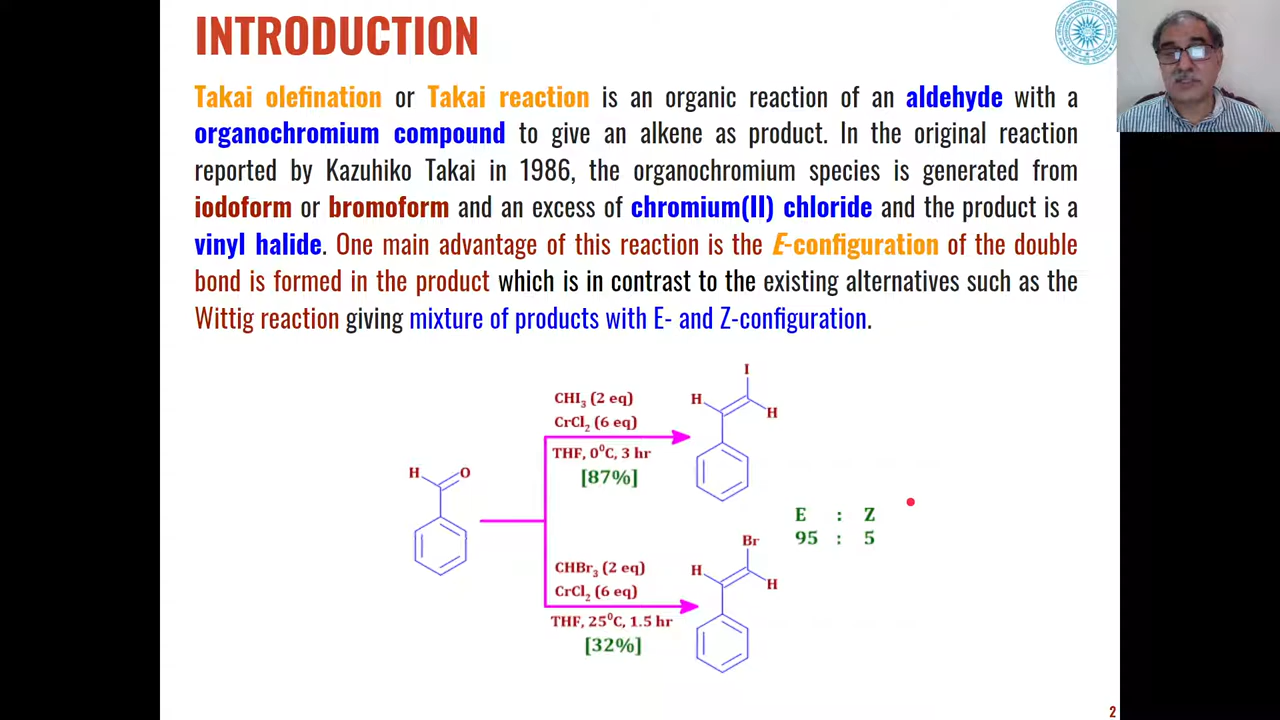 INTRODUCTION
Takai olefination or Takai reaction is an organic reaction of an aldehyde with a
organochromium compound to give an alkene as product. In the original reaction
reported by Kazuhiko Takai in 1986, the organochromium species is generated from
iodoform or bromoform and an excess of chromium(II) chloride and the product is a
vinyl halide. One main advantage of this reaction is the E-configuration of the double
bond is formed in the product which is in contrast to the existing alternatives such as the
Wittig reaction giving mixture of products with E- and Z-configuration.
H O
CHI₃ (2 eq)
CrCl₂ (6 eq)
THF, 0⁰C, 3 hr
[87%]
I
H
H
E : Z
95 : 5
CHBr₃ (2 eq)
CrCl₂ (6 eq)
THF, 25⁰C, 1.5 hr
[32%]
Br
H
H
2